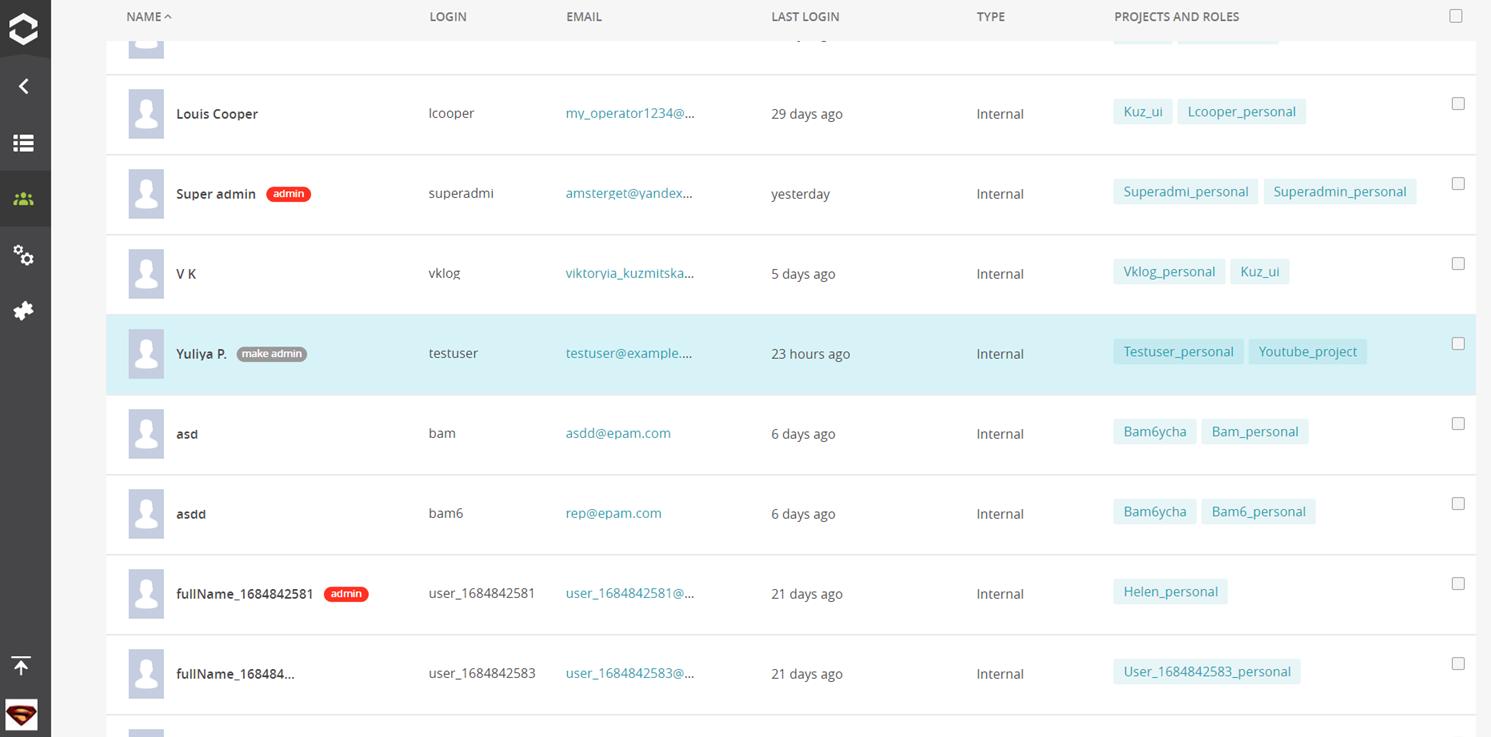 NAME LOGIN EMAIL LAST LOGIN TYPE PROJECTS AND ROLES
Louis Cooper lcooper my_operator1234@... 29 days ago Internal Kuz_ui Lcooper_personal
Super admin admin superadmi amsterget@yandex... yesterday Internal Superadmi_personal Superadmin_personal
V K vklog viktoryia_kuzmitska... 5 days ago Internal Vklog_personal Kuz_ui
Yuliya P. make admin testuser testuser@example.... 23 hours ago Internal Testuser_personal Youtube_project
asd bam asdd@epam.com 6 days ago Internal Bam6ycha Bam_personal
asdd bam6 rep@epam.com 6 days ago Internal Bam6ycha Bam6_personal
fullName_1684842581 admin user_1684842581 user_1684842581@... 21 days ago Internal Helen_personal
fullName_168484... user_1684842583 user_1684842583@... 21 days ago Internal User_1684842583_personal